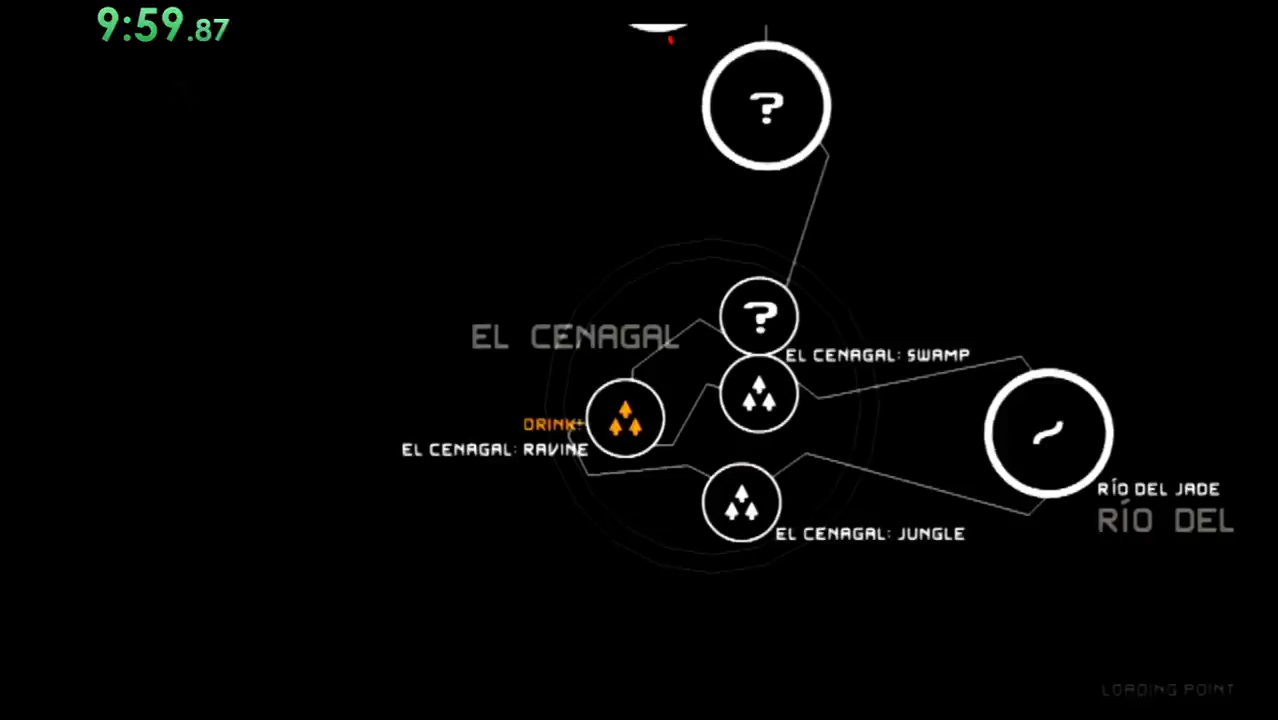 9:59.87
?
?
EL CENAGAL
EL CENAGAL: SWAMP
DRINK!
EL CENAGAL: RAVINE
EL CENAGAL: JUNGLE
RÍO DEL JADE
RÍO DEL
LOADING POINT